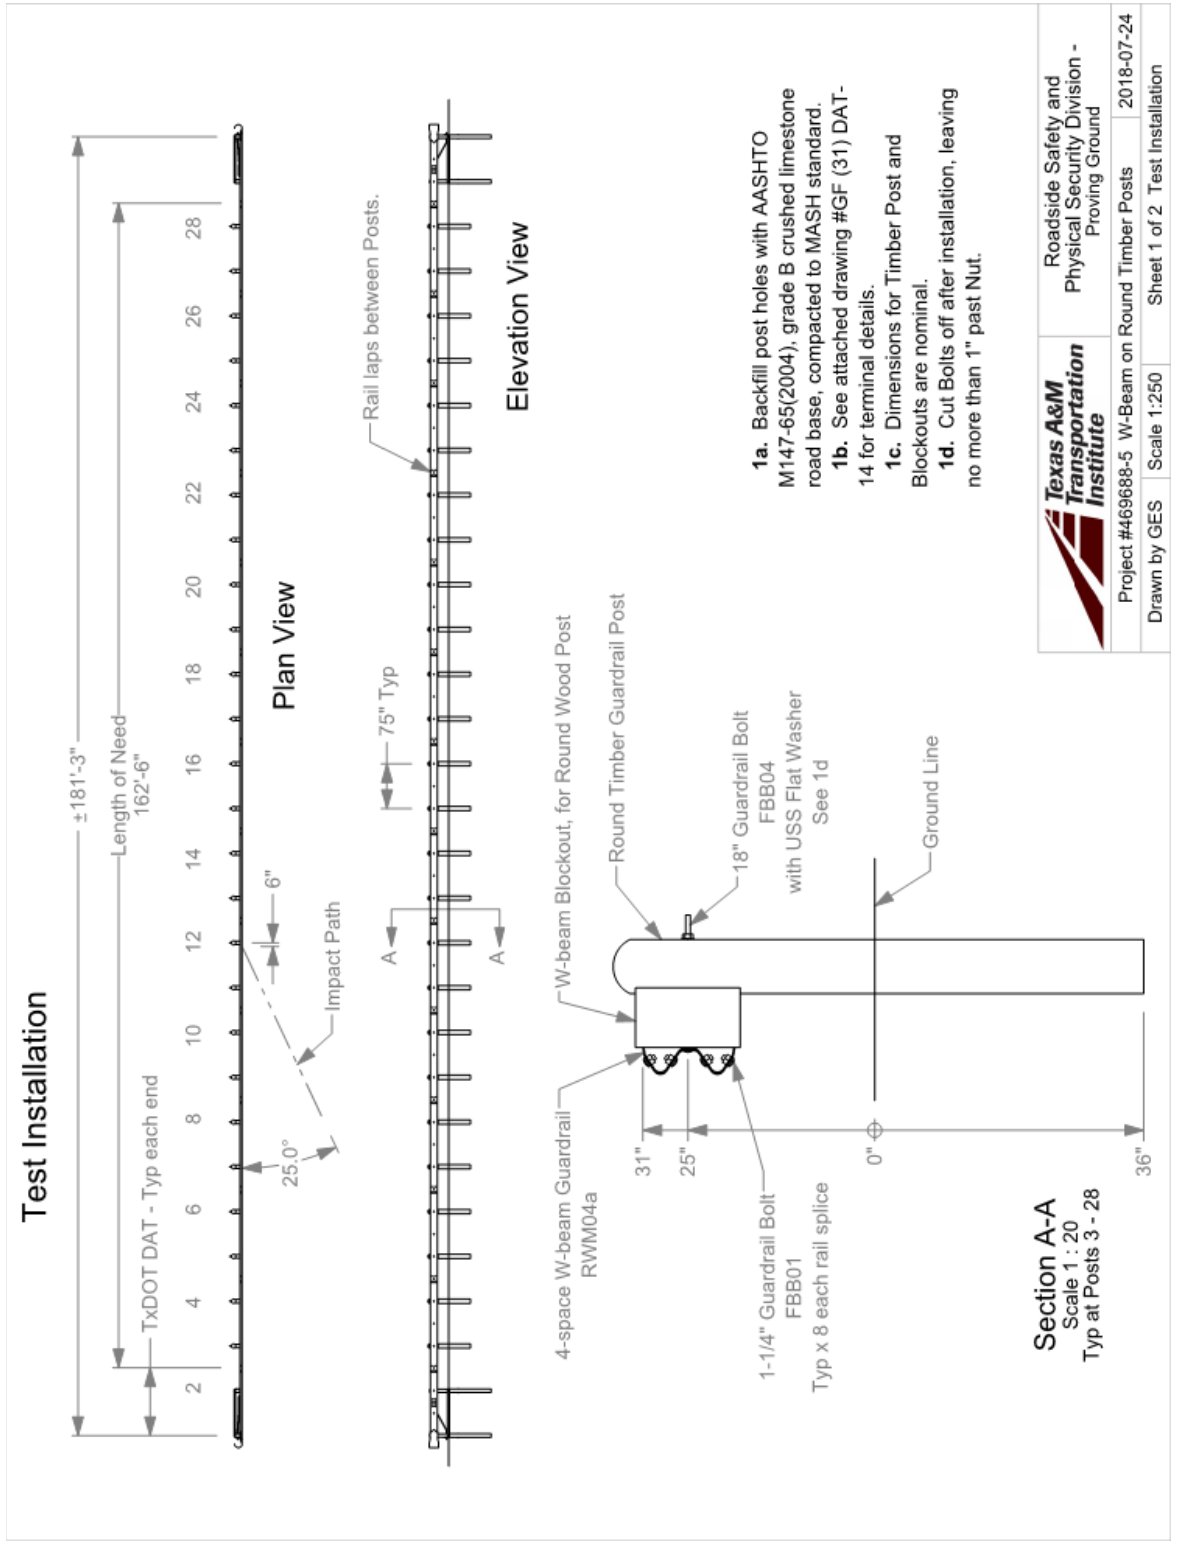 Test Installation
±181'-3"
Length of Need
162'-6"
TxDOT DAT - Typ each end
2
4
6
8
10
12
14
16
18
20
22
24
26
28
25.0°
Impact Path
6"
Plan View
75" Typ
Rail laps between Posts.
A
A
Elevation View
4-space W-beam Guardrail
RWM04a
W-beam Blockout, for Round Wood Post
Round Timber Guardrail Post
18" Guardrail Bolt
FBB04
with USS Flat Washer
See 1d
Ground Line
31"
25"
0"
36"
1-1/4" Guardrail Bolt
FBB01
Typ x 8 each rail splice
Section A-A
Scale 1 : 20
Typ at Posts 3 - 28
1a. Backfill post holes with AASHTO
M147-65(2004), grade B crushed limestone
road base, compacted to MASH standard.
1b. See attached drawing #GF (31) DAT-
14 for terminal details.
1c. Dimensions for Timber Post and
Blockouts are nominal.
1d. Cut Bolts off after installation, leaving
no more than 1" past Nut.
Texas A&M
Transportation
Institute
Roadside Safety and
Physical Security Division -
Proving Ground
Project #469688-5 W-Beam on Round Timber Posts
2018-07-24
Drawn by GES
Scale 1:250
Sheet 1 of 2 Test Installation